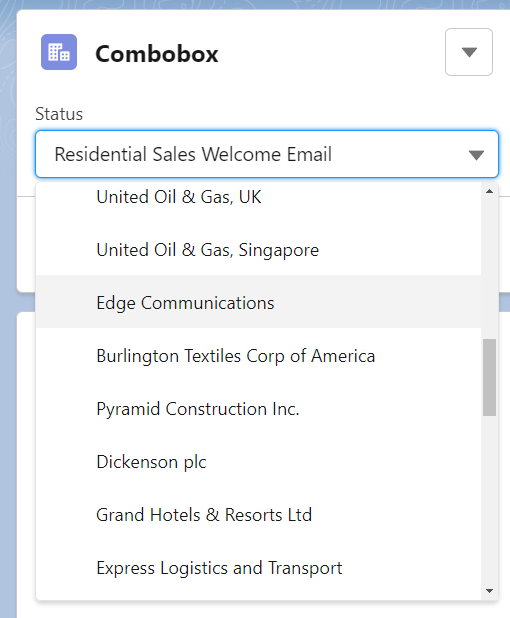 Combobox
Status
Residential Sales Welcome Email
United Oil & Gas, UK
United Oil & Gas, Singapore
Edge Communications
Burlington Textiles Corp of America
Pyramid Construction Inc.
Dickenson plc
Grand Hotels & Resorts Ltd
Express Logistics and Transport